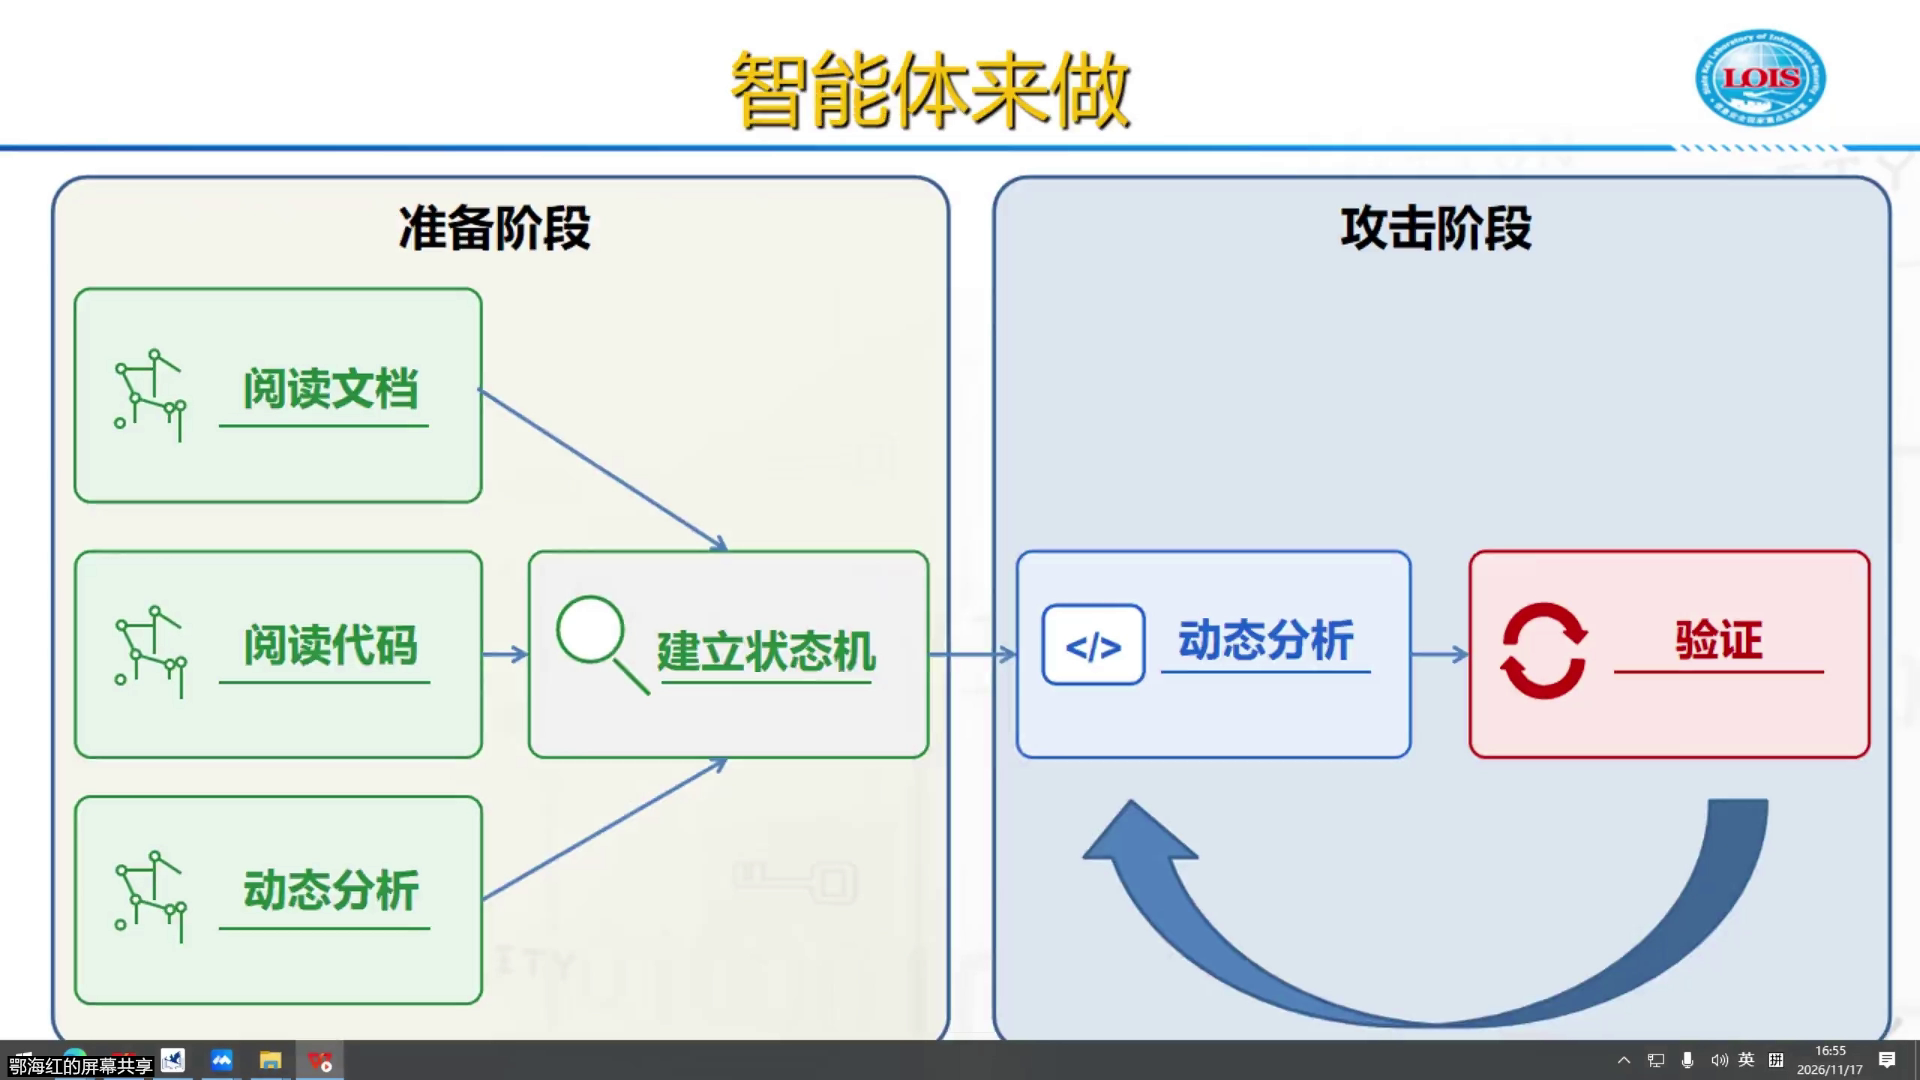 智能体来做
LOIS
准备阶段
攻击阶段
阅读文档
阅读代码
建立状态机
动态分析
</>
动态分析
验证
ITY
鄂海红的屏幕共享
英
16:55
2026/11/17